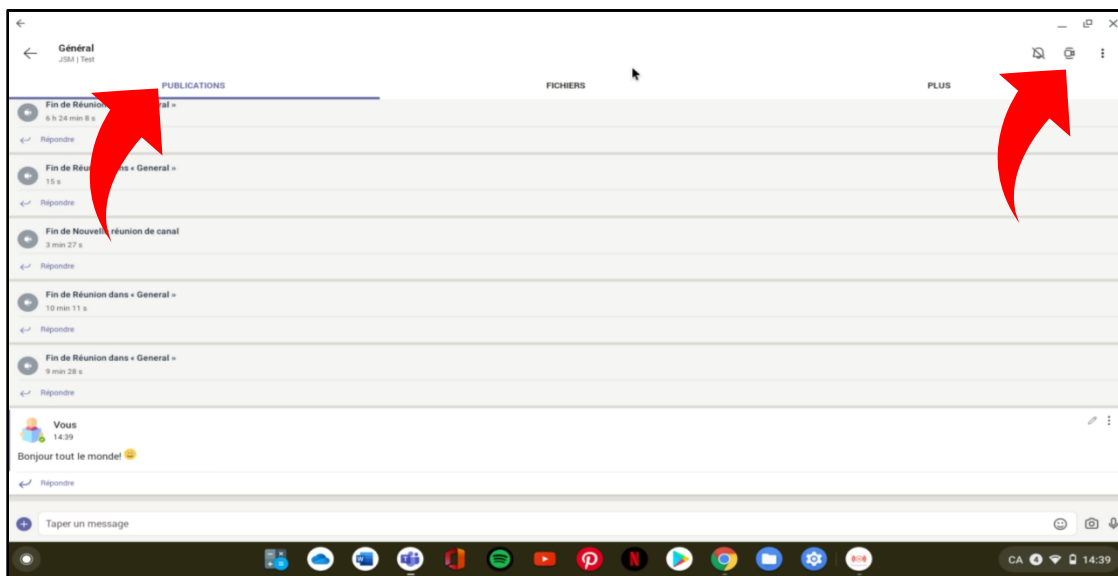 Général
JSM | Test
PUBLICATIONS
FICHIERS
PLUS
Fin de Réunion eral »
6 h 24 min 8 s
Répondre
Fin de Réu ns « General »
15 s
Répondre
Fin de Nouvelle réunion de canal
3 min 27 s
Répondre
Fin de Réunion dans « General »
10 min 11 s
Répondre
Fin de Réunion dans « General »
9 min 28 s
Répondre
Vous
14:39
Bonjour tout le monde!
Répondre
Taper un message
CA 4 14:39